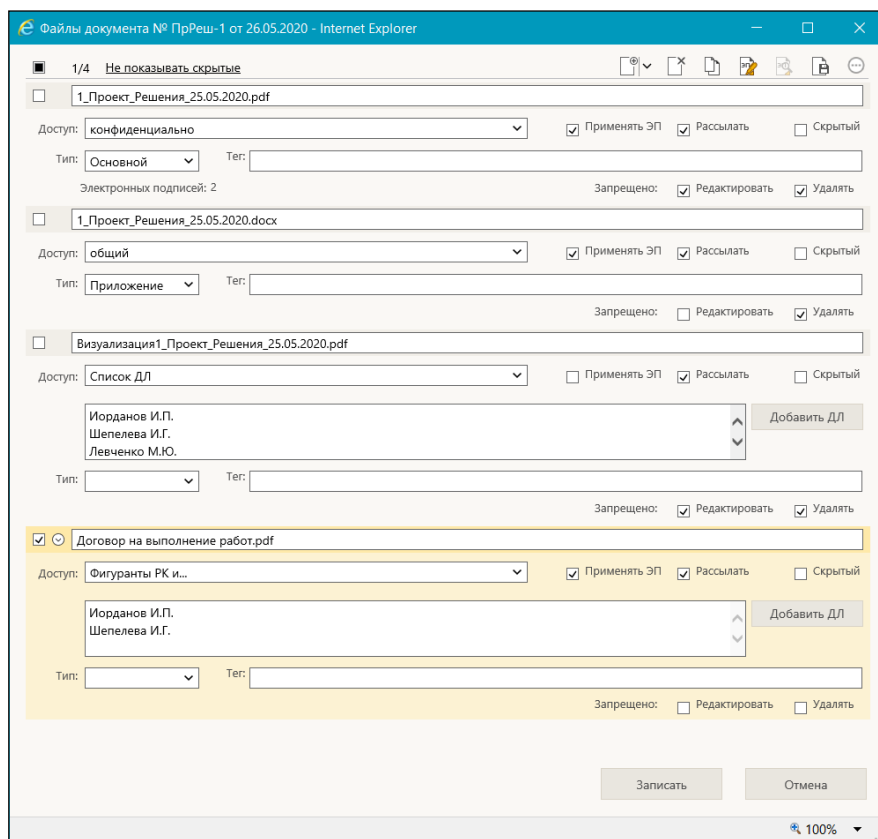 Файлы документа № ПрРеш-1 от 26.05.2020 - Internet Explorer
1/4 Не показывать скрытые
1_Проект_Решения_25.05.2020.pdf
Доступ: конфиденциально Применять ЭП Рассылать Скрытый
Тип: Основной Тег:
Электронных подписей: 2 Запрещено: Редактировать Удалять
1_Проект_Решения_25.05.2020.docx
Доступ: общий Применять ЭП Рассылать Скрытый
Тип: Приложение Тег:
Запрещено: Редактировать Удалять
Визуализация1_Проект_Решения_25.05.2020.pdf
Доступ: Список ДЛ Применять ЭП Рассылать Скрытый
Иорданов И.П. Добавить ДЛ
Шепелева И.Г.
Левченко М.Ю.
Тип: Тег:
Запрещено: Редактировать Удалять
Договор на выполнение работ.pdf
Доступ: Фигуранты РК и... Применять ЭП Рассылать Скрытый
Иорданов И.П. Добавить ДЛ
Шепелева И.Г.
Тип: Тег:
Запрещено: Редактировать Удалять
Записать Отмена
100%